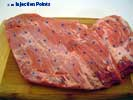 = Injection Points